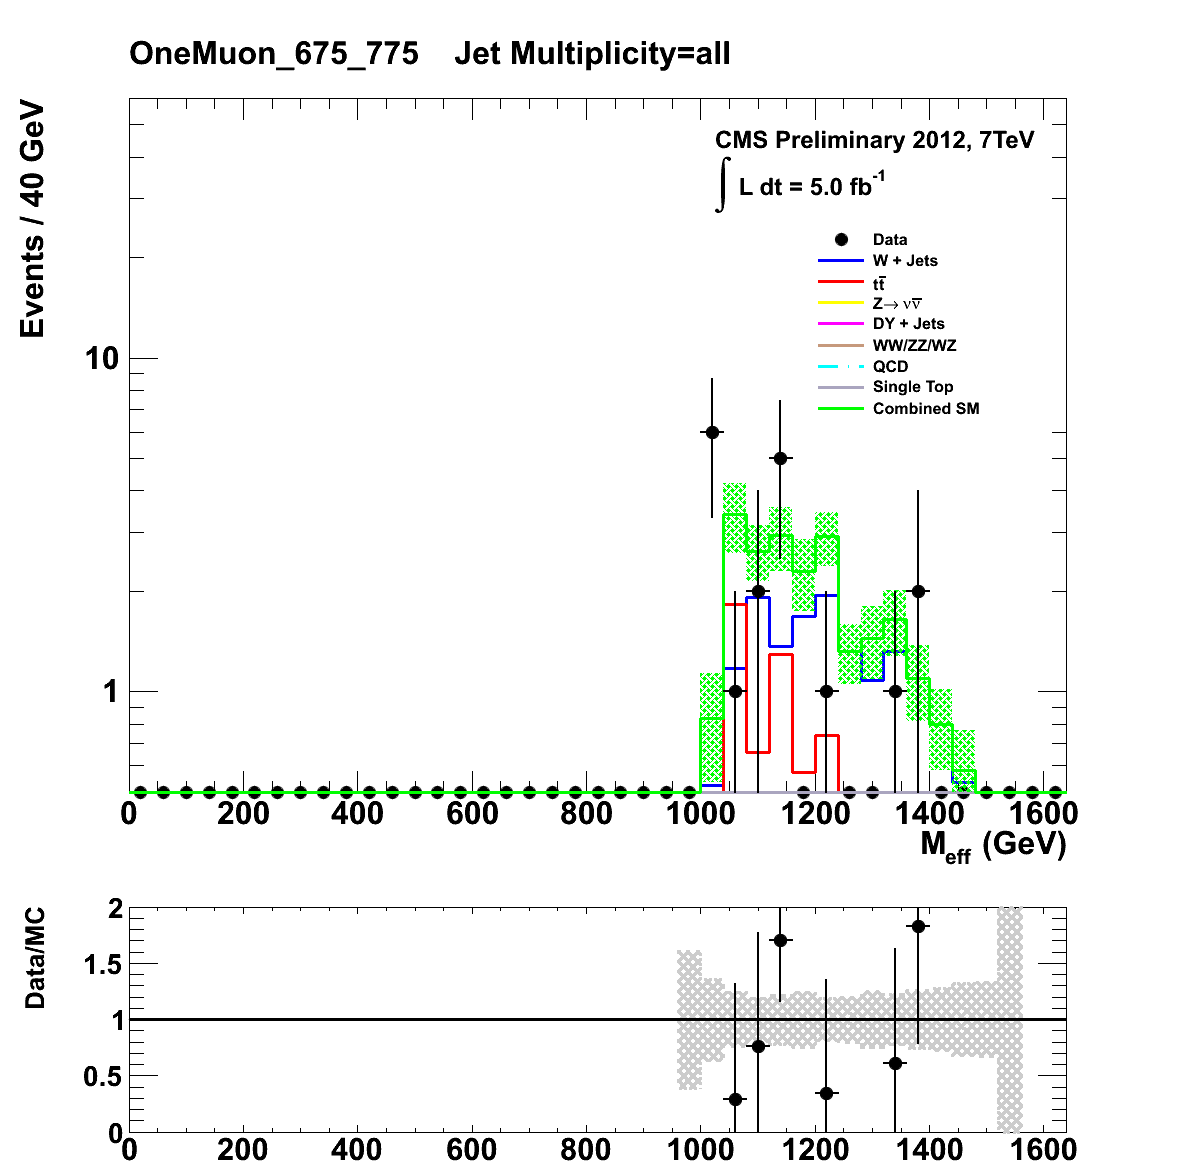 OneMuon_675_775    Jet Multiplicity=all
Events / 40 GeV
CMS Preliminary 2012, 7TeV
∫ L dt = 5.0 fb⁻¹
Data
W + Jets
tt̅
Z→ νν̅
DY + Jets
WW/ZZ/WZ
QCD
Single Top
Combined SM
10
1
0 200 400 600 800 1000 1200 1400 1600
M_eff (GeV)
Data/MC
2
1.5
1
0.5
0
0 200 400 600 800 1000 1200 1400 1600